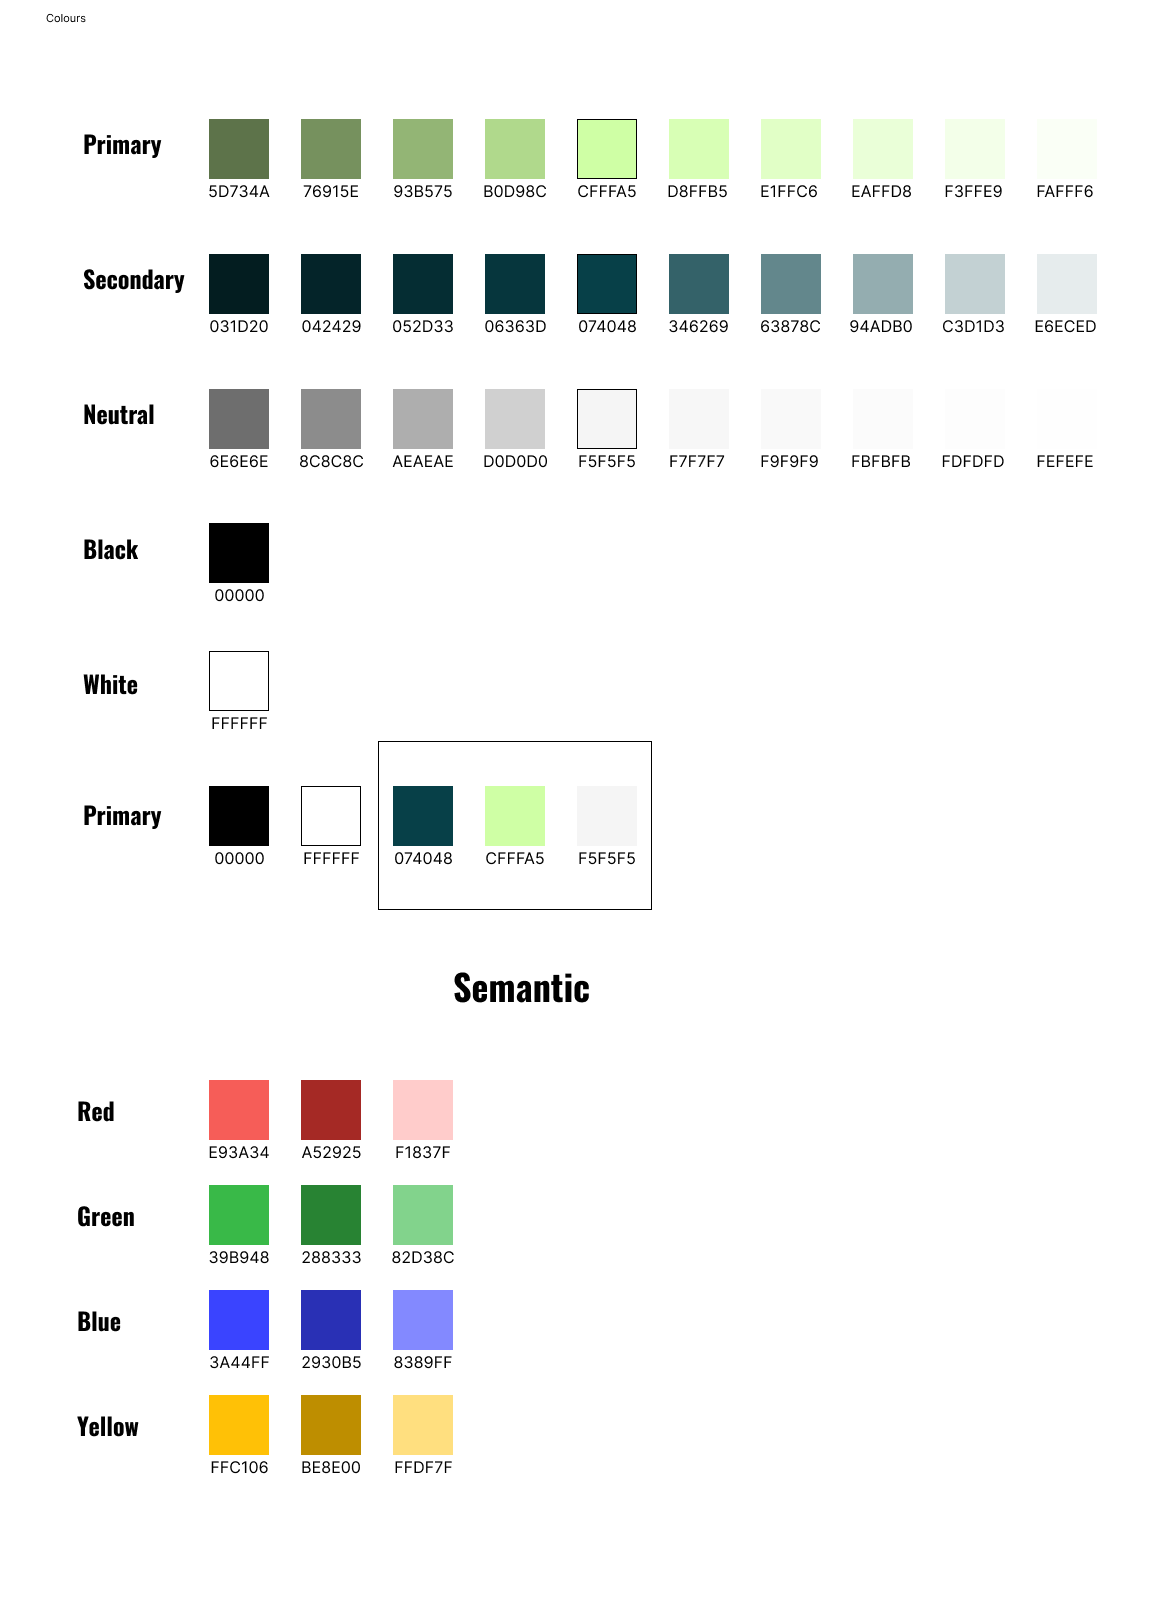 Colours
Primary
5D734A 76915E 93B575 B0D98C CFFFA5 D8FFB5 E1FFC6 EAFFD8 F3FFE9 FAFFF6
Secondary
031D20 042429 052D33 06363D 074048 346269 63878C 94ADB0 C3D1D3 E6ECED
Neutral
6E6E6E 8C8C8C AEAEAE D0D0D0 F5F5F5 F7F7F7 F9F9F9 FBFBFB FDFDFD FEFEFE
Black
00000
White
FFFFFF
Primary
00000 FFFFFF 074048 CFFFA5 F5F5F5
Semantic
Red
E93A34 A52925 F1837F
Green
39B948 288333 82D38C
Blue
3A44FF 2930B5 8389FF
Yellow
FFC106 BE8E00 FFDF7F